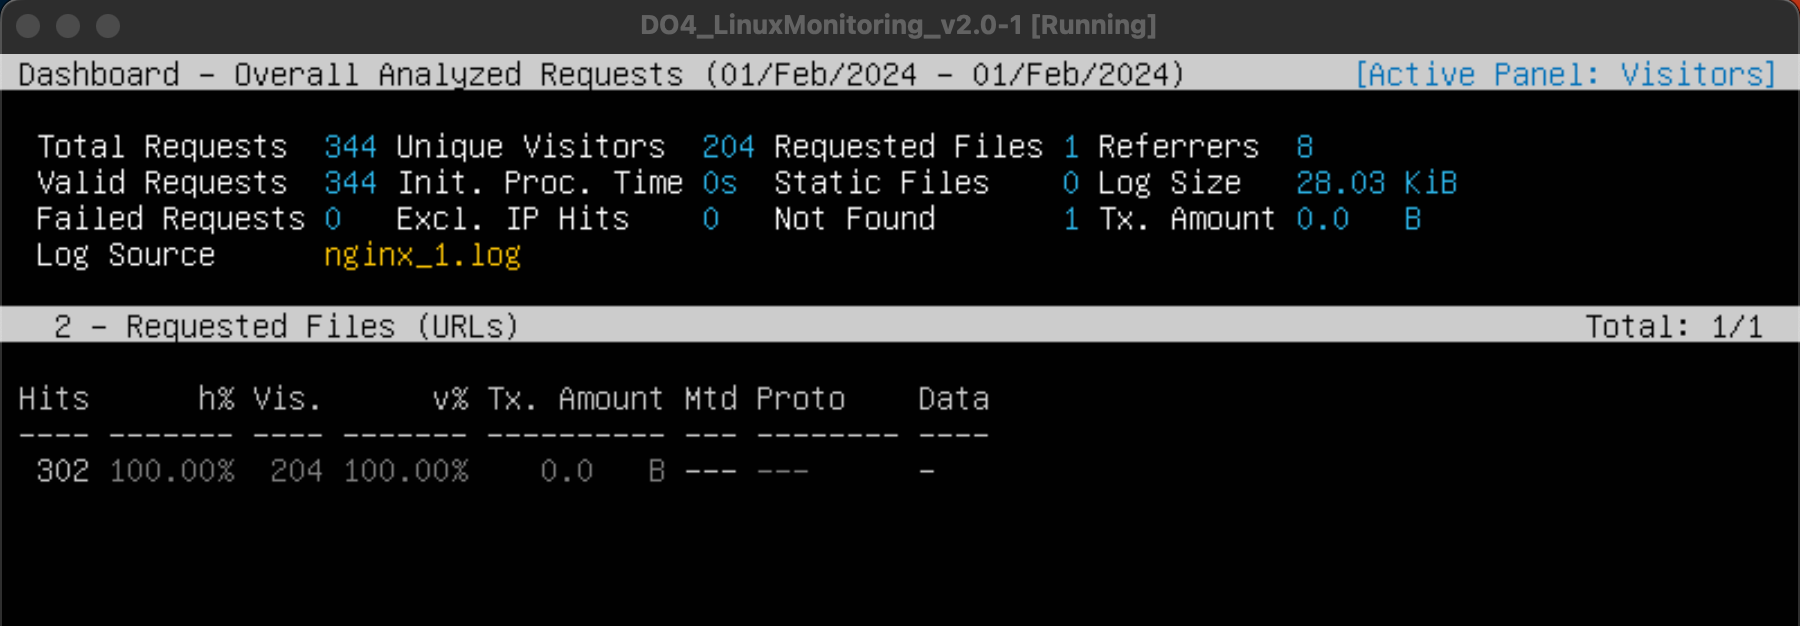 DO4_LinuxMonitoring_v2.0-1 [Running]
Dashboard - Overall Analyzed Requests (01/Feb/2024 - 01/Feb/2024) [Active Panel: Visitors]
Total Requests 344 Unique Visitors 204 Requested Files 1 Referrers 8
Valid Requests 344 Init. Proc. Time 0s Static Files 0 Log Size 28.03 KiB
Failed Requests 0 Excl. IP Hits 0 Not Found 1 Tx. Amount 0.0 B
Log Source nginx_1.log
2 - Requested Files (URLs) Total: 1/1
Hits h% Vis. v% Tx. Amount Mtd Proto Data
---- ------- ---- ------- ---------- --- -------- ----
302 100.00% 204 100.00% 0.0 B --- --- -